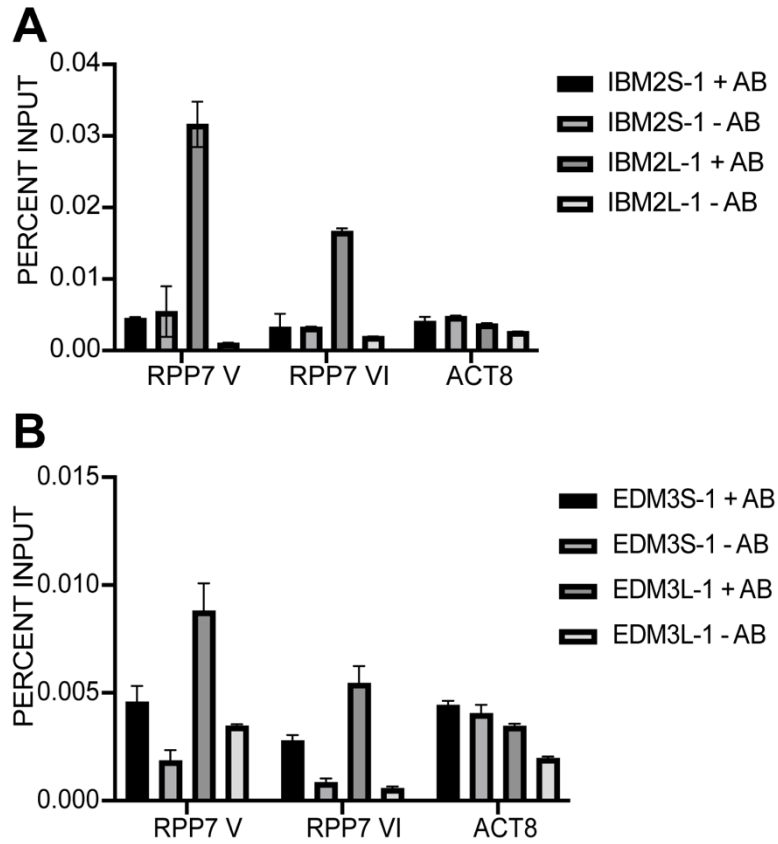 A
PERCENT INPUT
0.04
0.03
0.02
0.01
0.00
RPP7 V
RPP7 VI
ACT8
IBM2S-1 + AB
IBM2S-1 - AB
IBM2L-1 + AB
IBM2L-1 - AB
B
PERCENT INPUT
0.015
0.010
0.005
0.000
RPP7 V
RPP7 VI
ACT8
EDM3S-1 + AB
EDM3S-1 - AB
EDM3L-1 + AB
EDM3L-1 - AB